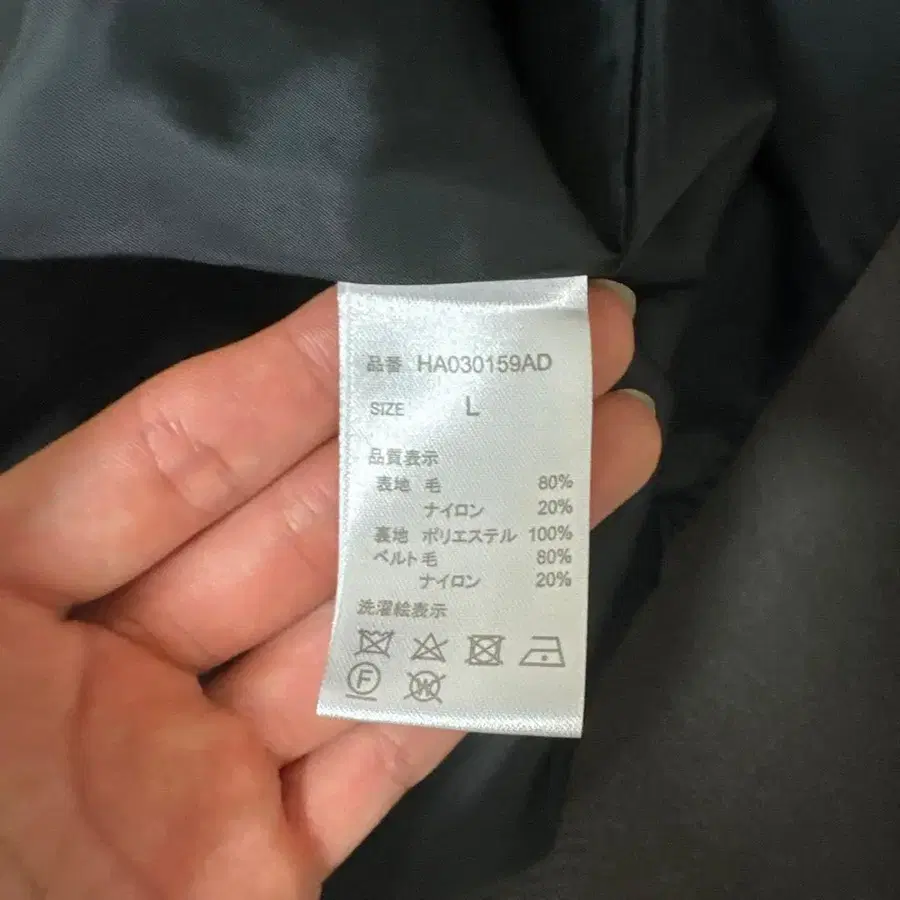 品番 HA030159AD
SIZE L
品質表示
表地 毛 80%
ナイロン 20%
裏地 ポリエステル 100%
ベルト毛 80%
ナイロン 20%
洗濯絵表示
F
W